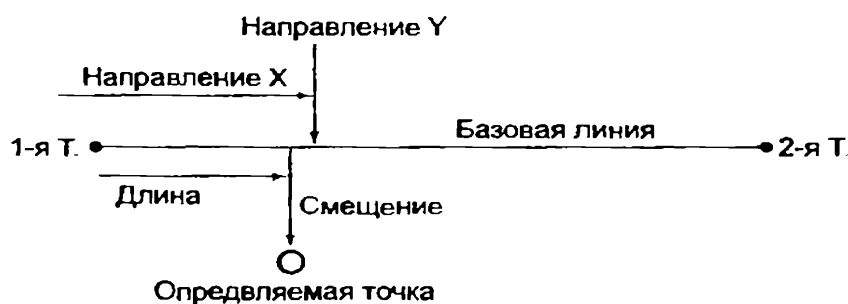 Направление Y
Направление X
Базовая линия
1-я Т.
2-я Т.
Длина
Смещение
Опредвляемая точка